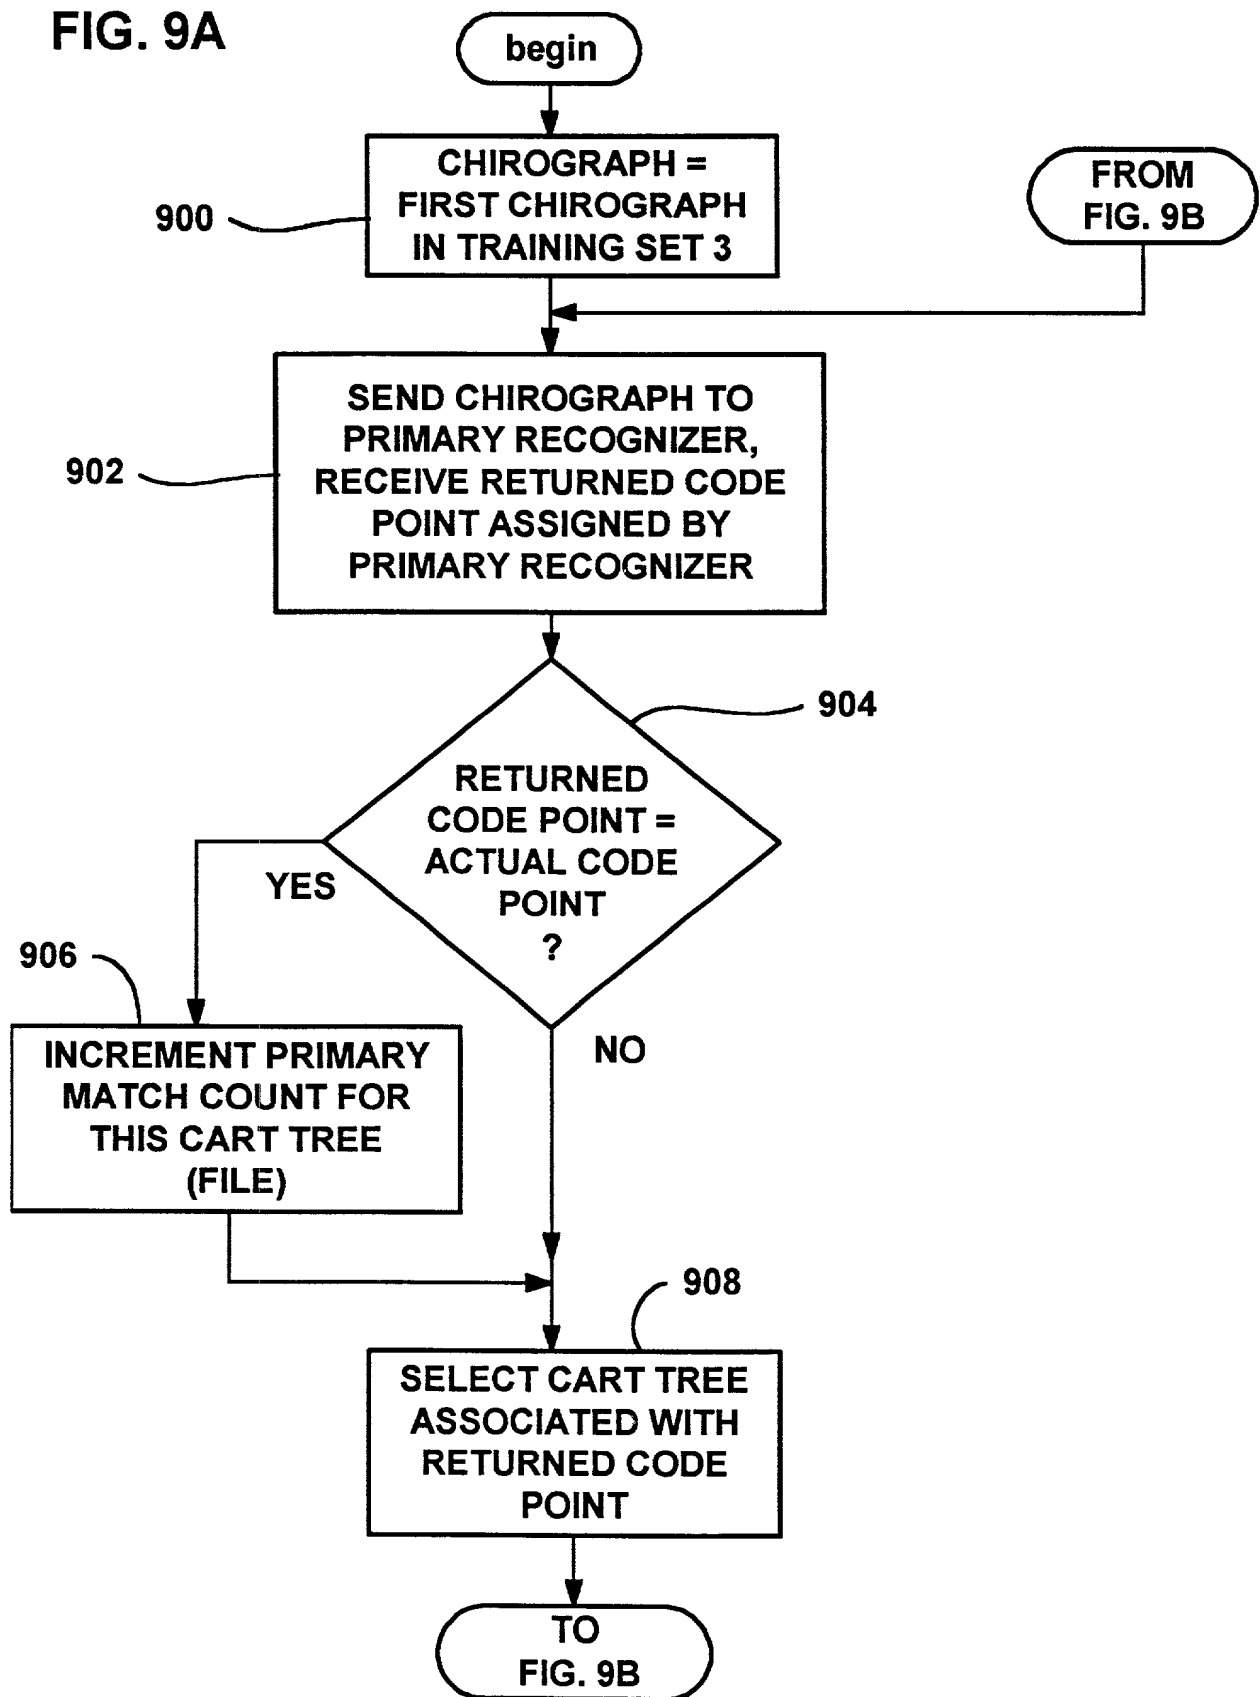 FIG. 9A
begin
CHIROGRAPH =
FIRST CHIROGRAPH
IN TRAINING SET 3
900
FROM
FIG. 9B
SEND CHIROGRAPH TO
PRIMARY RECOGNIZER,
RECEIVE RETURNED CODE
POINT ASSIGNED BY
PRIMARY RECOGNIZER
902
904
RETURNED
CODE POINT =
ACTUAL CODE
POINT
?
YES
NO
906
INCREMENT PRIMARY
MATCH COUNT FOR
THIS CART TREE
(FILE)
908
SELECT CART TREE
ASSOCIATED WITH
RETURNED CODE
POINT
TO
FIG. 9B